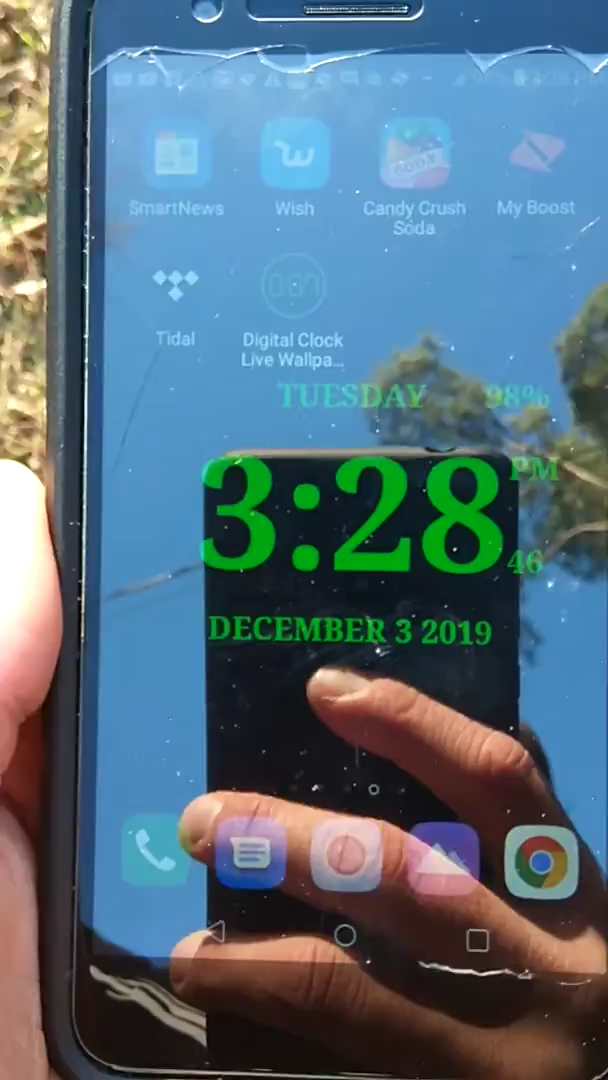 SmartNews
Wish
Candy Crush
Soda
My Boost
Tidal
Digital Clock
Live Wallpa...
TUESDAY 98%
3:28 PM
46
DECEMBER 3 2019